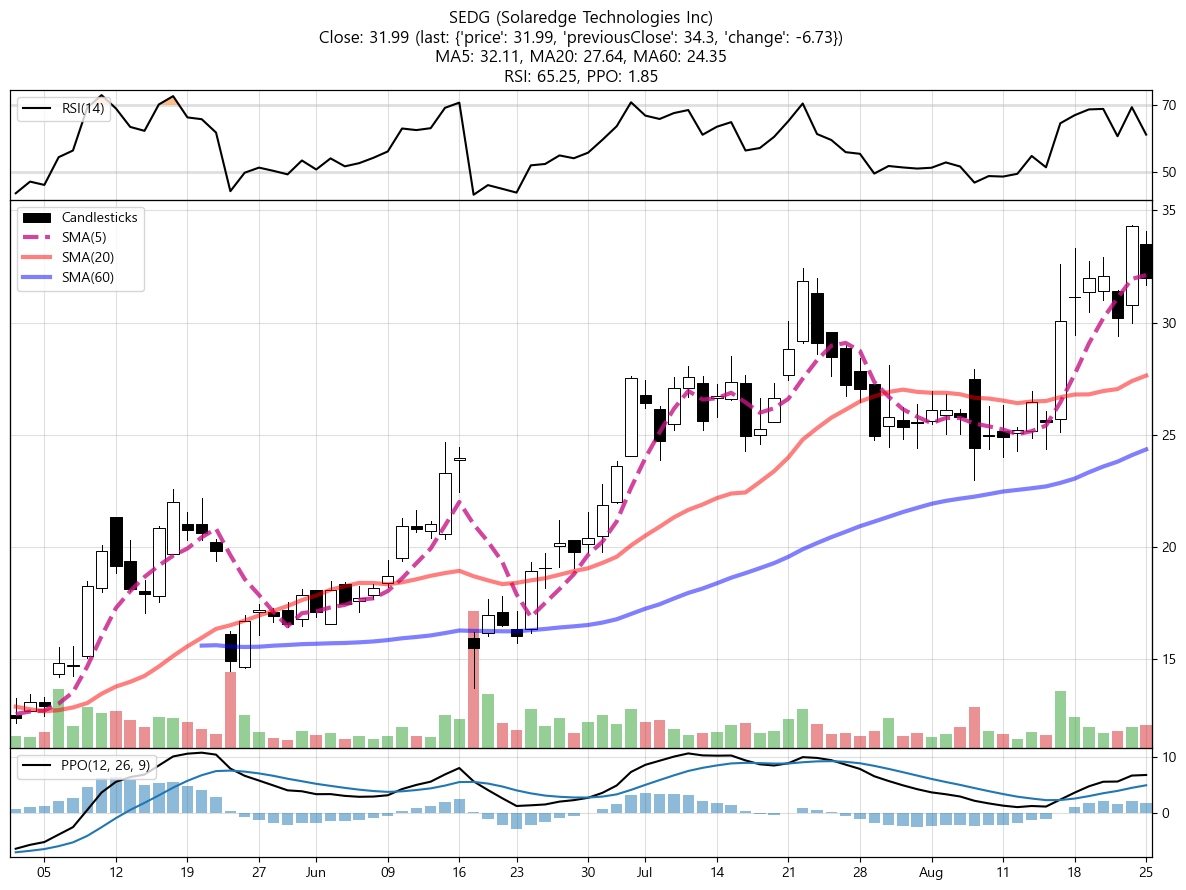 SEDG (Solaredge Technologies Inc)
Close: 31.99 (last: {'price': 31.99, 'previousClose': 34.3, 'change': -6.73})
MA5: 32.11, MA20: 27.64, MA60: 24.35
RSI: 65.25, PPO: 1.85
RSI(14)
70
50
Candlesticks
SMA(5)
SMA(20)
SMA(60)
35
30
25
20
15
PPO(12, 26, 9)
10
0
05 12 19 27 Jun 09 16 23 30 Jul 14 21 28 Aug 11 18 25